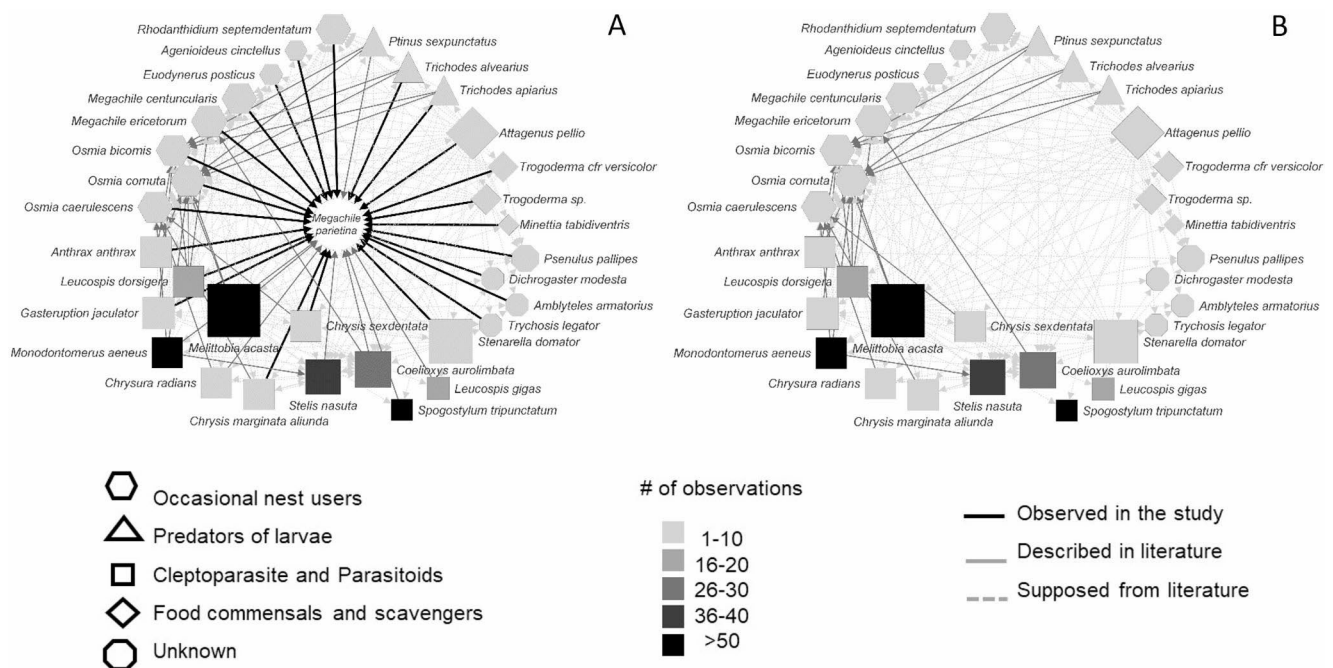 A
Rhodanthidium septemdentatum
Ptinus sexpunctatus
Agenioideus cinctellus
Trichodes alvearius
Euodynerus posticus
Trichodes apiarius
Megachile centuncularis
Megachile ericetorum
Attagenus pellio
Osmia bicornis
Trogoderma cfr versicolor
Osmia cornuta
Trogoderma sp.
Osmia caerulescens
Megachile
parietina
Minettia tabidiventris
Anthrax anthrax
Psenulus pallipes
Leucospis dorsigera
Dichrogaster modesta
Gasteruption jaculator
Amblyteles armatorius
Chrysis sexdentata
Trychosis legator
Stenarella domator
Monodontomerus aeneus
Melittobia acasta
Coelioxys aurolimbata
Chrysura radians
Leucospis gigas
Stelis nasuta
Spogostylum tripunctatum
Chrysis marginata aliunda
B
Rhodanthidium septemdentatum
Ptinus sexpunctatus
Agenioideus cinctellus
Trichodes alvearius
Euodynerus posticus
Trichodes apiarius
Megachile centuncularis
Megachile ericetorum
Attagenus pellio
Osmia bicornis
Trogoderma cfr versicolor
Osmia cornuta
Trogoderma sp.
Osmia caerulescens
Minettia tabidiventris
Anthrax anthrax
Psenulus pallipes
Leucospis dorsigera
Dichrogaster modesta
Gasteruption jaculator
Amblyteles armatorius
Chrysis sexdentata
Trychosis legator
Stenarella domator
Monodontomerus aeneus
Melittobia acasta
Coelioxys aurolimbata
Chrysura radians
Leucospis gigas
Stelis nasuta
Spogostylum tripunctatum
Chrysis marginata aliunda
Occasional nest users
Predators of larvae
Cleptoparasite and Parasitoids
Food commensals and scavengers
Unknown
# of observations
1-10
16-20
26-30
36-40
>50
Observed in the study
Described in literature
Supposed from literature